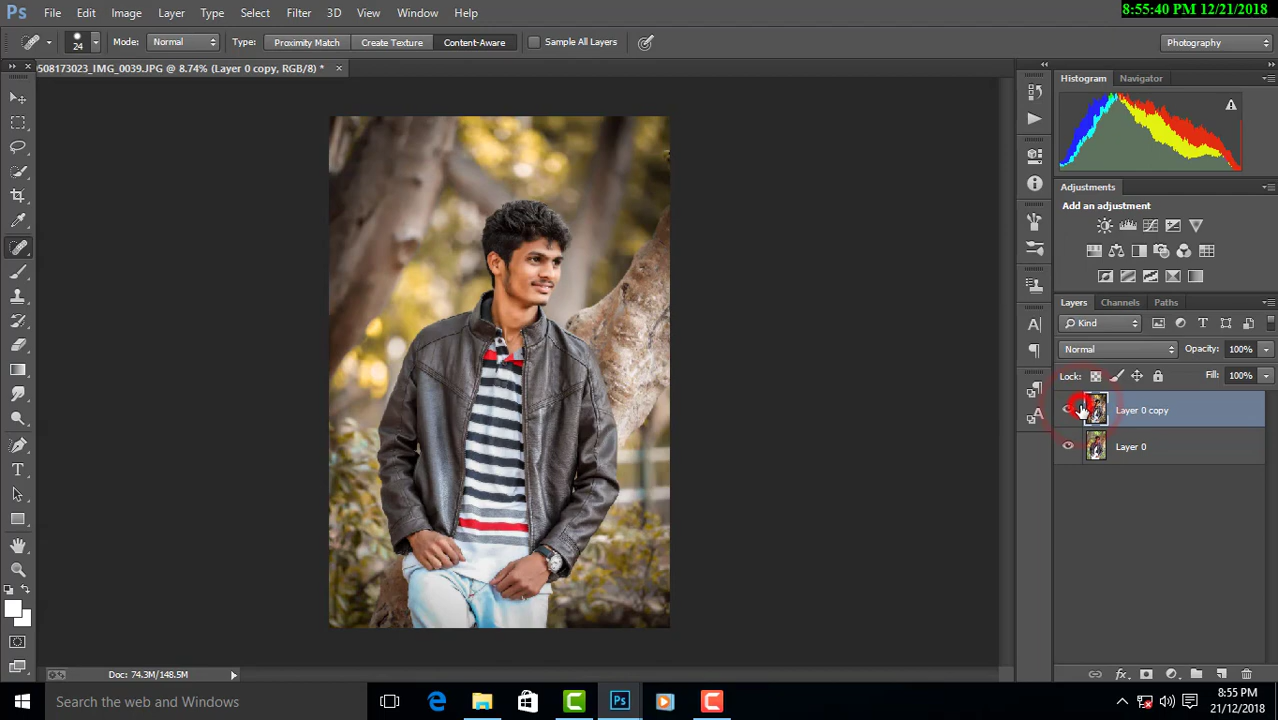 8:55:40 PM 12/21/2018
Ps File Edit Image Layer Type Select Filter 3D View Window Help
24 Mode: Normal Type: Proximity Match Create Texture Content-Aware Sample All Layers Photography
508173023_IMG_0039.JPG @ 8.74% (Layer 0 copy, RGB/8) * ×
Histogram Navigator
Adjustments
Add an adjustment
Layers Channels Paths
Kind
Normal Opacity: 100%
Lock: Fill: 100%
Layer 0 copy
Layer 0
Doc: 74.3M/148.5M
Search the web and Windows
8:55 PM
21/12/2018